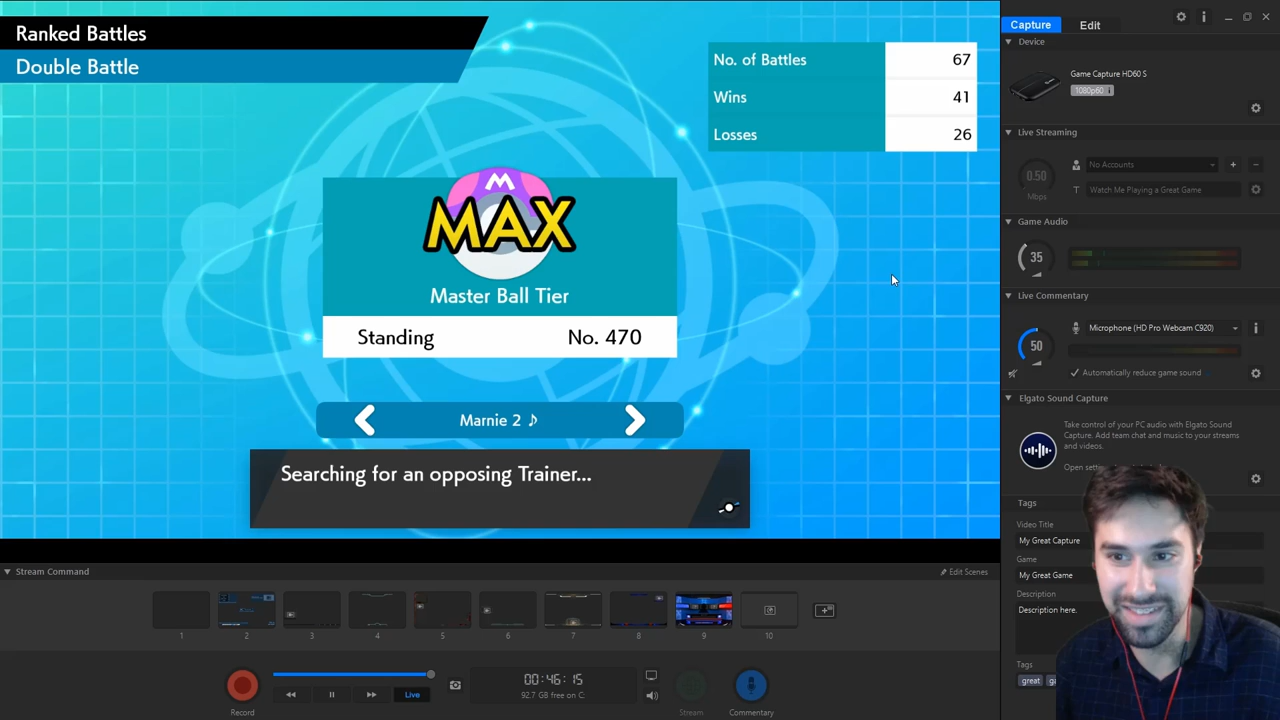 Ranked Battles
Double Battle
No. of Battles 67
Wins 41
Losses 26
M
MAX
Master Ball Tier
Standing No. 470
Marnie 2 ♪
Searching for an opposing Trainer...
Capture Edit
Device
Game Capture HD60 S
1080p60
Live Streaming
0.50
Mbps
No Accounts
T Watch Me Playing a Great Game
Game Audio
35
Live Commentary
50
Microphone (HD Pro Webcam C920)
Automatically reduce game sound
Elgato Sound Capture
Take control of your PC audio with Elgato Sound
Capture. Add team chat and music to your streams
and videos.
Tags
Video Title
My Great Capture
Game
My Great Game
Description
Description here.
Tags
great
Stream Command
Edit Scenes
1 2 3 4 5 6 7 8 9 10
Record
Live
00:46:15
92.7 GB free on C:
Stream
Commentary